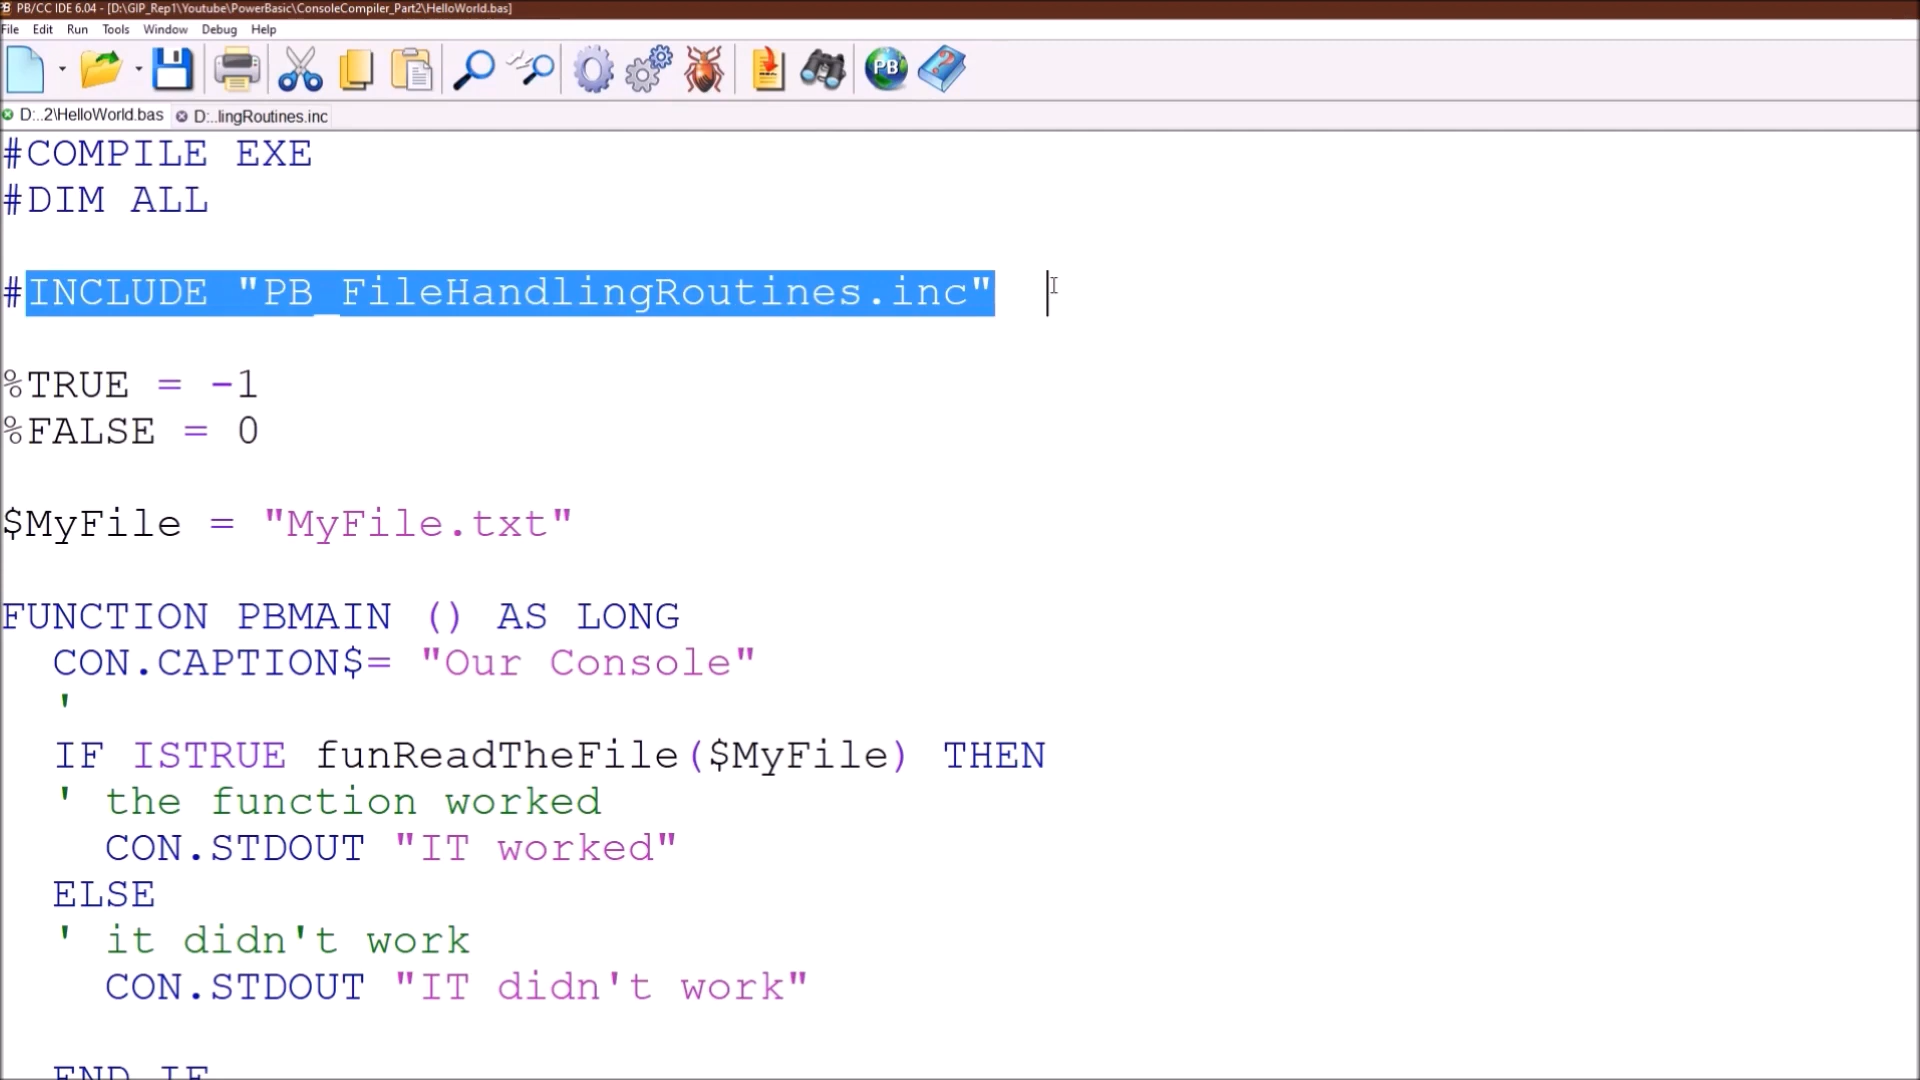 PB/CC IDE 6.04 - [D:\GIP_Rep1\Youtube\PowerBasic\ConsoleCompiler_Part2\HelloWorld.bas]
File Edit Run Tools Window Debug Help
PB
D:..2\HelloWorld.bas D:..lingRoutines.inc
#COMPILE EXE
#DIM ALL
#INCLUDE "PB_FileHandlingRoutines.inc"
%TRUE = -1
%FALSE = 0
$MyFile = "MyFile.txt"
FUNCTION PBMAIN () AS LONG
CON.CAPTION$= "Our Console"
'
IF ISTRUE funReadTheFile($MyFile) THEN
' the function worked
CON.STDOUT "IT worked"
ELSE
' it didn't work
CON.STDOUT "IT didn't work"
END IF